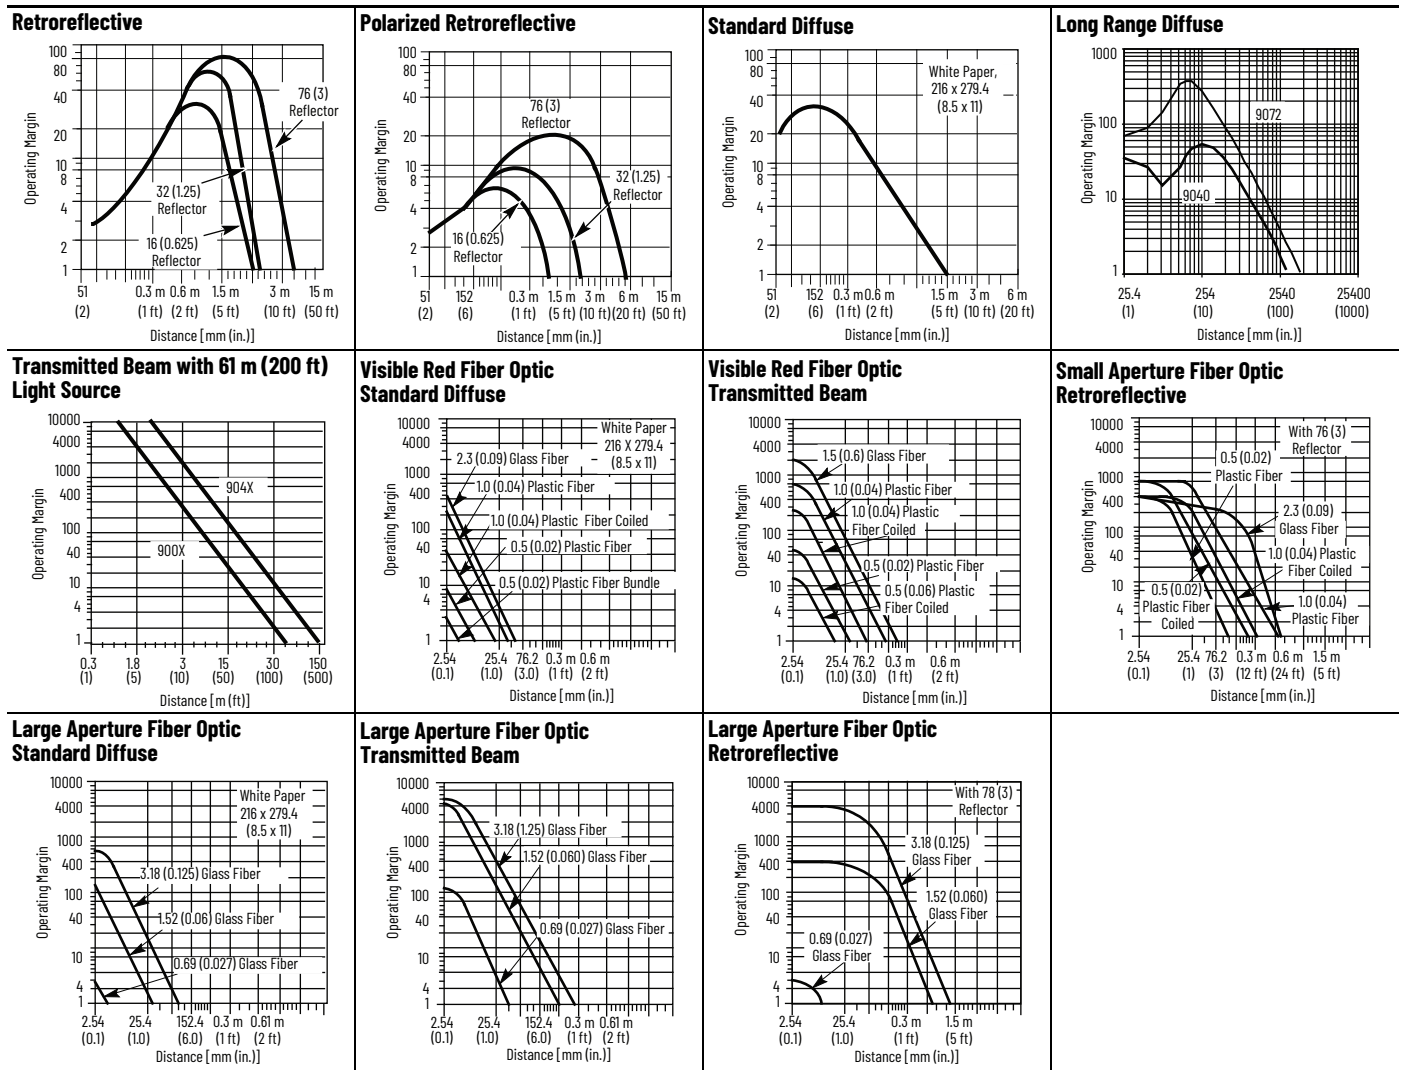 Retroreflective
100
80
40
20
10
8
4
2
1
Operating Margin
76 (3)
Reflector
32 (1.25)
Reflector
16 (0.625)
Reflector
51 0.3 m 0.6 m 1.5 m 3 m 15 m
(2) (1 ft) (2 ft) (5 ft) (10 ft) (50 ft)
Distance [mm (in.)]
Polarized Retroreflective
100
80
40
20
10
8
4
2
1
Operating Margin
76 (3)
Reflector
32 (1.25)
Reflector
16 (0.625)
Reflector
51 152 0.3 m 1.5 m 3 m 6 m 15 m
(2) (6) (1 ft) (5 ft) (10 ft) (20 ft) (50 ft)
Distance [mm (in.)]
Standard Diffuse
100
80
40
20
10
8
4
2
1
Operating Margin
White Paper,
216 x 279.4
(8.5 x 11)
51 152 0.3 m 0.6 m 1.5 m 3 m 6 m
(2) (6) (1 ft) (2 ft) (5 ft) (10 ft) (20 ft)
Distance [mm (in.)]
Long Range Diffuse
1000
100
10
1
Operating Margin
9072
9040
25.4 254 2540 25400
(1) (10) (100) (1000)
Distance [mm (in.)]
Transmitted Beam with 61 m (200 ft)
Light Source
10000
4000
1000
400
100
40
10
4
1
Operating Margin
904X
900X
0.3 1.8 3 15 30 150
(1) (5) (10) (50) (100) (500)
Distance [m (ft)]
Visible Red Fiber Optic
Standard Diffuse
10000
4000
1000
400
100
40
10
4
1
Operating Margin
White Paper
216 X 279.4
(8.5 x 11)
2.3 (0.09) Glass Fiber
1.0 (0.04) Plastic Fiber
1.0 (0.04) Plastic Fiber Coiled
0.5 (0.02) Plastic Fiber
0.5 (0.02) Plastic Fiber Bundle
2.54 25.4 76.2 0.3 m 0.6 m
(0.1) (1.0) (3.0) (1 ft) (2 ft)
Distance [mm (in.)]
Visible Red Fiber Optic
Transmitted Beam
10000
4000
1000
400
100
40
10
4
1
Operating Margin
1.5 (0.6) Glass Fiber
1.0 (0.04) Plastic Fiber
1.0 (0.04) Plastic
Fiber Coiled
0.5 (0.02) Plastic Fiber
0.5 (0.06) Plastic
Fiber Coiled
2.54 25.4 76.2 0.3 m 0.6 m
(0.1) (1.0) (3.0) (1 ft) (2 ft)
Distance [mm (in.)]
Small Aperture Fiber Optic
Retroreflective
10000
4000
1000
400
100
40
10
4
1
Operating Margin
With 76 (3)
Reflector
0.5 (0.02)
Plastic Fiber
2.3 (0.09)
Glass Fiber
1.0 (0.04) Plastic
Fiber Coiled
0.5 (0.02)
Plastic Fiber
Coiled
1.0 (0.04)
Plastic Fiber
2.54 25.4 76.2 0.3 m 0.6 m 1.5 m
(0.1) (1) (3) (12 ft) (24 ft) (5 ft)
Distance [mm (in.)]
Large Aperture Fiber Optic
Standard Diffuse
10000
4000
1000
400
100
40
10
4
1
Operating Margin
White Paper
216 x 279.4
(8.5 x 11)
3.18 (0.125) Glass Fiber
1.52 (0.06) Glass Fiber
0.69 (0.027) Glass Fiber
2.54 25.4 152.4 0.3 m 0.61 m
(0.1) (1.0) (6.0) (1 ft) (2 ft)
Distance [mm (in.)]
Large Aperture Fiber Optic
Transmitted Beam
10000
4000
1000
400
100
40
10
4
1
Operating Margin
3.18 (1.25) Glass Fiber
1.52 (0.060) Glass Fiber
0.69 (0.027) Glass Fiber
2.54 25.4 152.4 0.3 m 0.61 m
(0.1) (1.0) (6.0) (1 ft) (2 ft)
Distance [mm (in.)]
Large Aperture Fiber Optic
Retroreflective
10000
4000
1000
400
100
40
10
4
1
Operating Margin
With 78 (3)
Reflector
3.18 (0.125)
Glass Fiber
1.52 (0.060)
Glass Fiber
0.69 (0.027)
Glass Fiber
2.54 25.4 0.3 m 1.5 m
(0.1) (1.0) (1 ft) (5 ft)
Distance [mm (in.)]